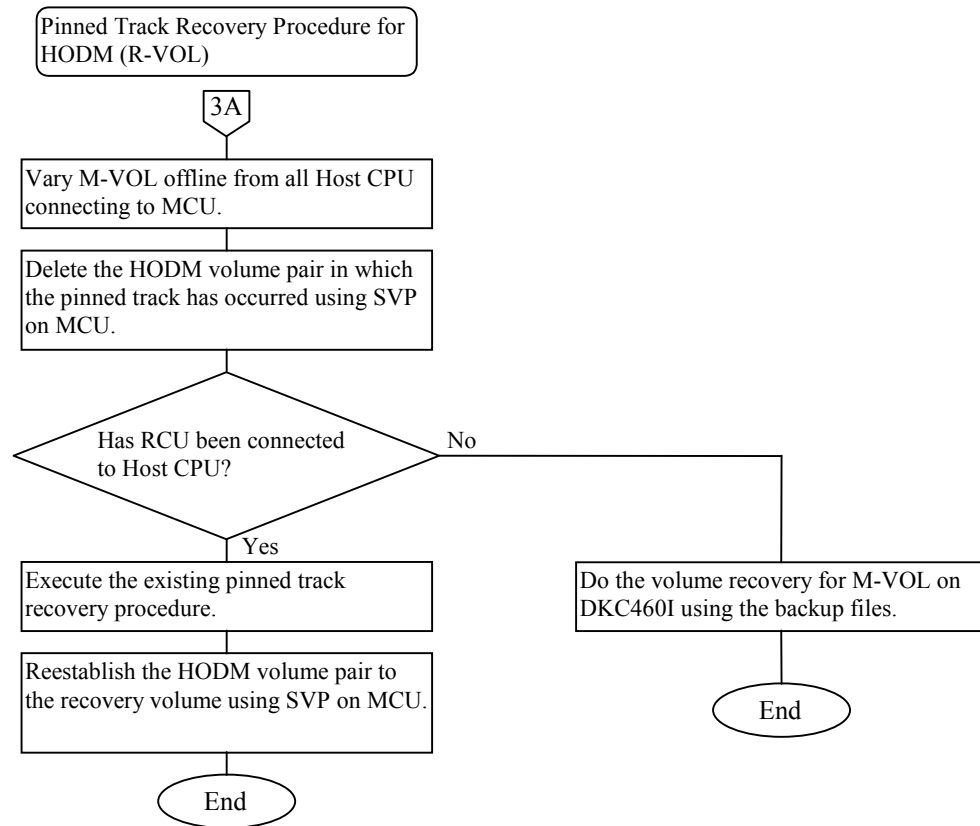 Pinned Track Recovery Procedure for
HODM (R-VOL)
3A
Vary M-VOL offline from all Host CPU
connecting to MCU.
Delete the HODM volume pair in which
the pinned track has occurred using SVP
on MCU.
Has RCU been connected
to Host CPU?
No
Yes
Execute the existing pinned track
recovery procedure.
Do the volume recovery for M-VOL on
DKC460I using the backup files.
Reestablish the HODM volume pair to
the recovery volume using SVP on MCU.
End
End